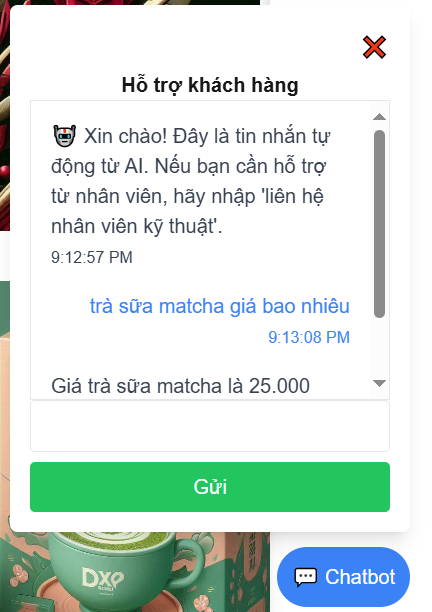 Hỗ trợ khách hàng
Xin chào! Đây là tin nhắn tự
động từ AI. Nếu bạn cần hỗ trợ
từ nhân viên, hãy nhập 'liên hệ
nhân viên kỹ thuật'.
9:12:57 PM
trà sữa matcha giá bao nhiêu
9:13:08 PM
Giá trà sữa matcha là 25.000
Gửi
DXP
Chatbot